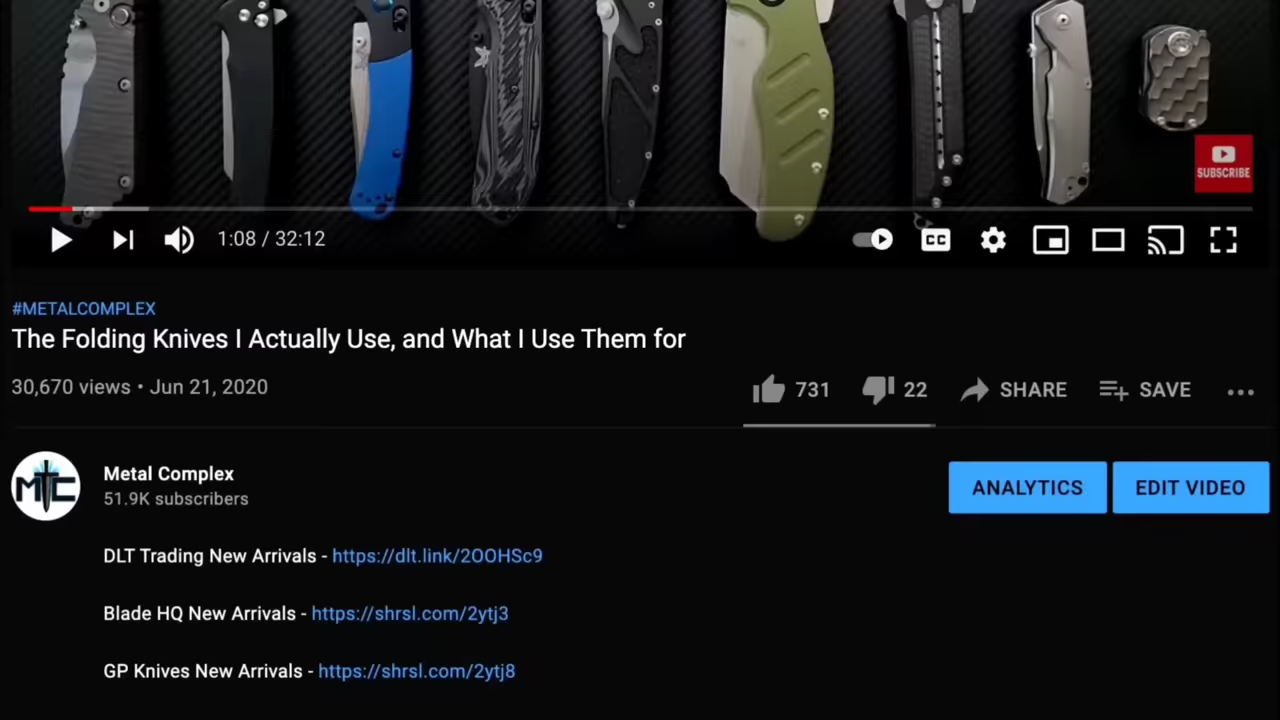 SUBSCRIBE
1:08 / 32:12
CC
#METALCOMPLEX
The Folding Knives I Actually Use, and What I Use Them for
30,670 views • Jun 21, 2020
731
22
SHARE
SAVE
MTC
Metal Complex
51.9K subscribers
ANALYTICS
EDIT VIDEO
DLT Trading New Arrivals - https://dlt.link/2OOHSc9
Blade HQ New Arrivals - https://shrsl.com/2ytj3
GP Knives New Arrivals - https://shrsl.com/2ytj8